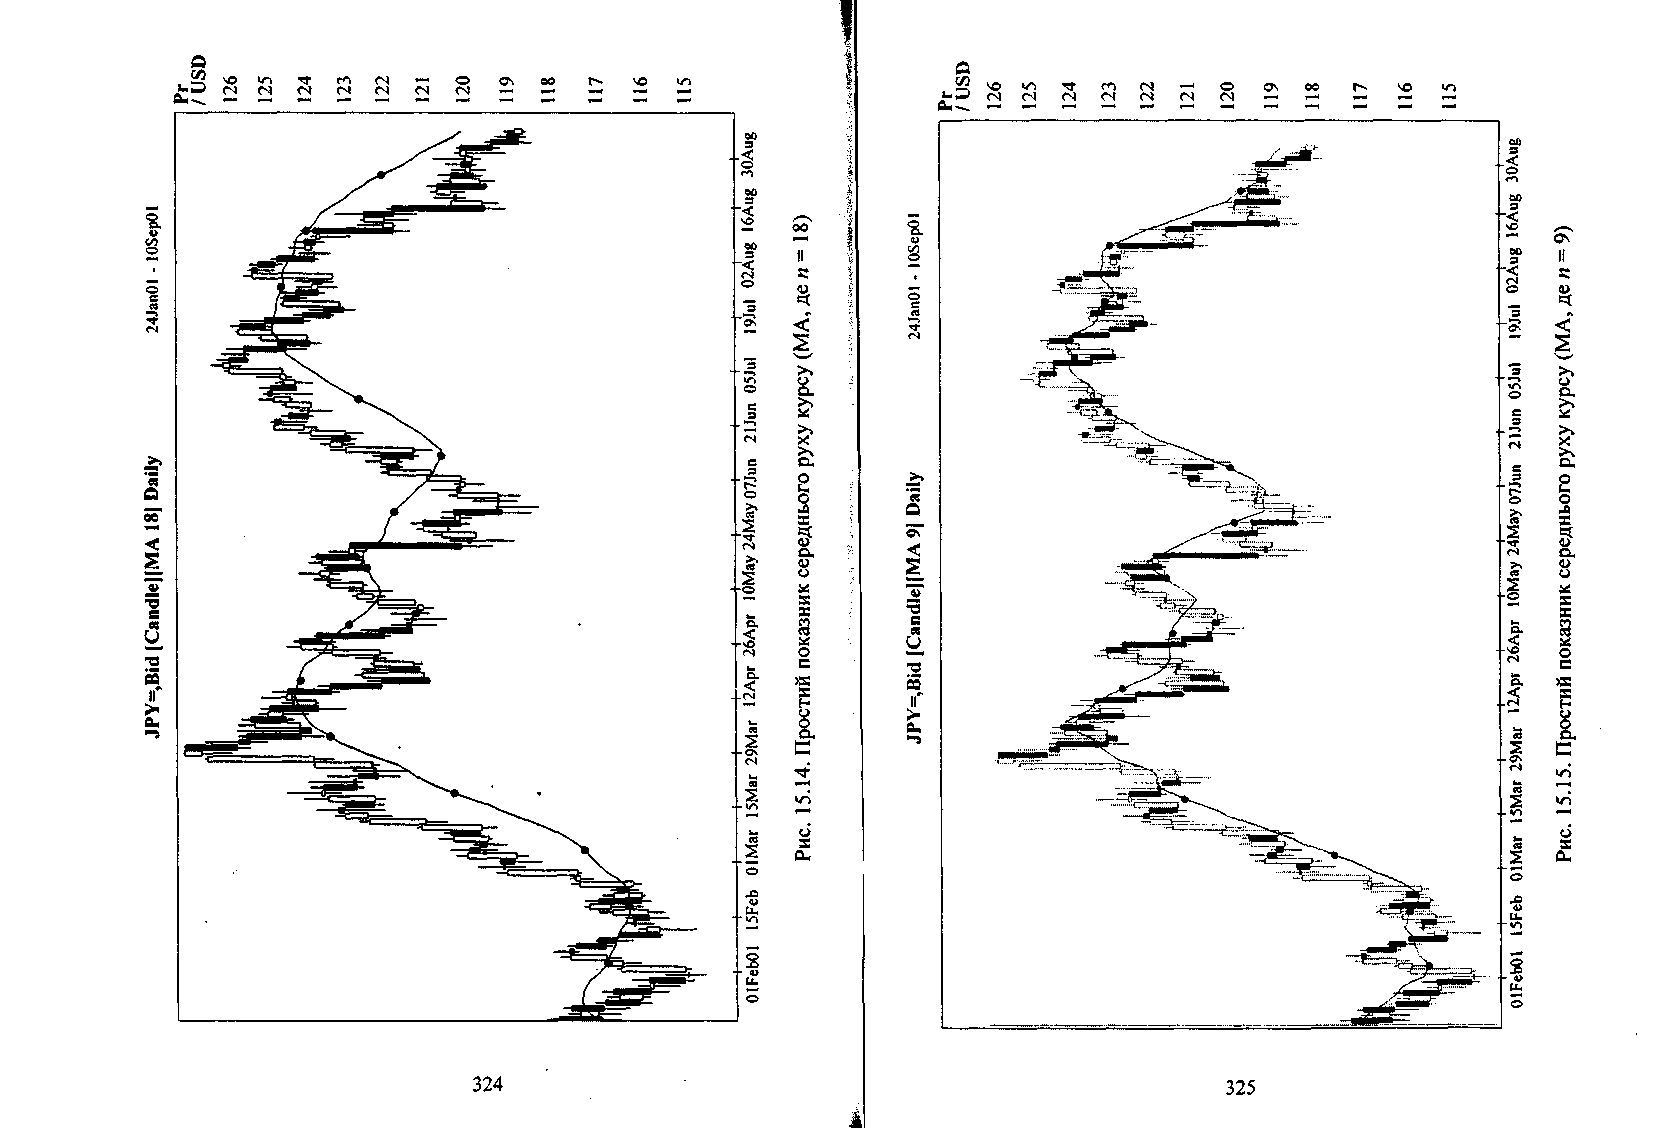 JPY=,Bid [Candle][MA 18] Daily
24Jan01 - 10Sep01
Pr
/ USD
126
125
124
123
122
121
120
119
118
117
116
115
01Feb01 15Feb 01Mar 15Mar 29Mar 12Apr 26Apr 10May 24May 07Jun 21Jun 05Jul 19Jul 02Aug 16Aug 30Aug
Рис. 15.14. Простий показник середнього руху курсу (МА, де n = 18)
324
JPY=,Bid [Candle][MA 9] Daily
24Jan01 - 10Sep01
Pr
/ USD
126
125
124
123
122
121
120
119
118
117
116
115
01Feb01 15Feb 01Mar 15Mar 29Mar 12Apr 26Apr 10May 24May 07Jun 21Jun 05Jul 19Jul 02Aug 16Aug 30Aug
Рис. 15.15. Простий показник середнього руху курсу (МА, де n = 9)
325